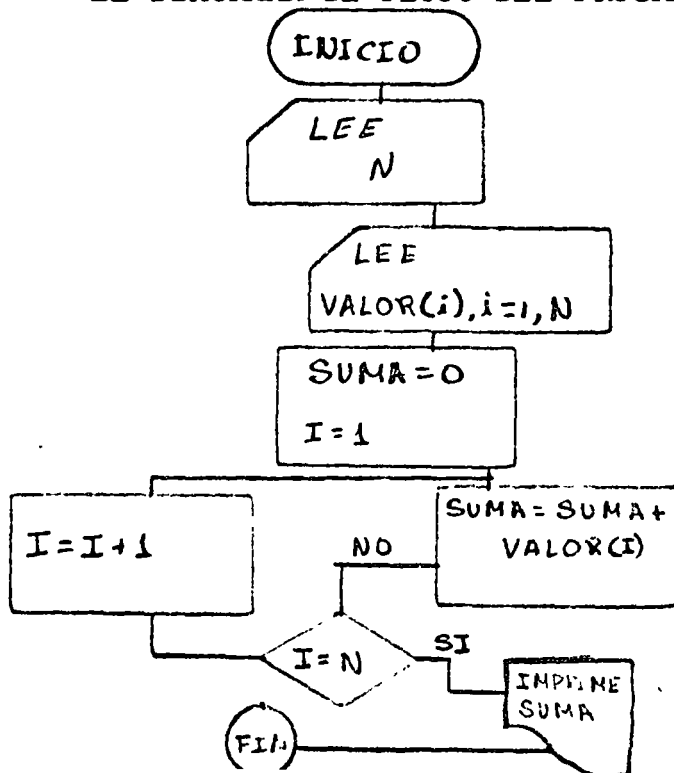 INICIO
LEE
N
LEE
VALOR(i), i=1, N
SUMA=0
I=1
I=I+1
SUMA=SUMA+
VALOR(I)
NO
I=N
SI
IMPRIME
SUMA
FIN